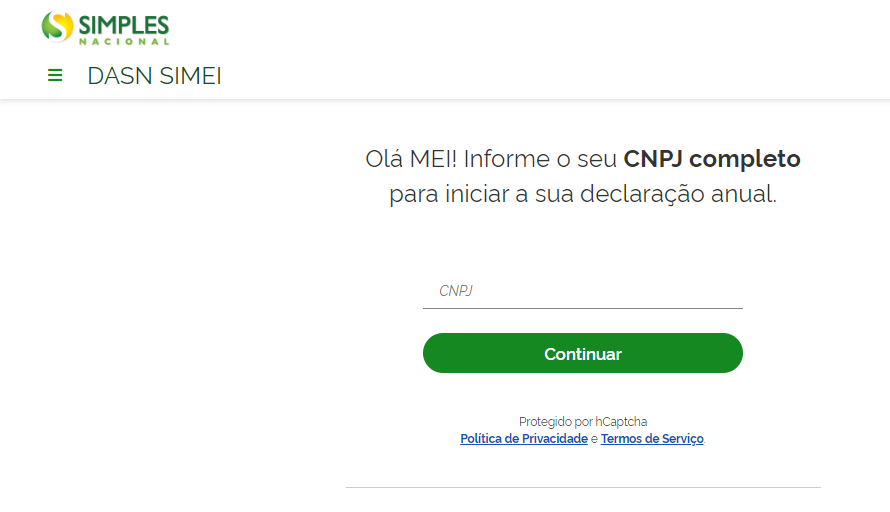 SIMPLES
NACIONAL
DASN SIMEI
Olá MEI! Informe o seu CNPJ completo
para iniciar a sua declaração anual.
CNPJ
Continuar
Protegido por hCaptcha
Política de Privacidade e Termos de Serviço